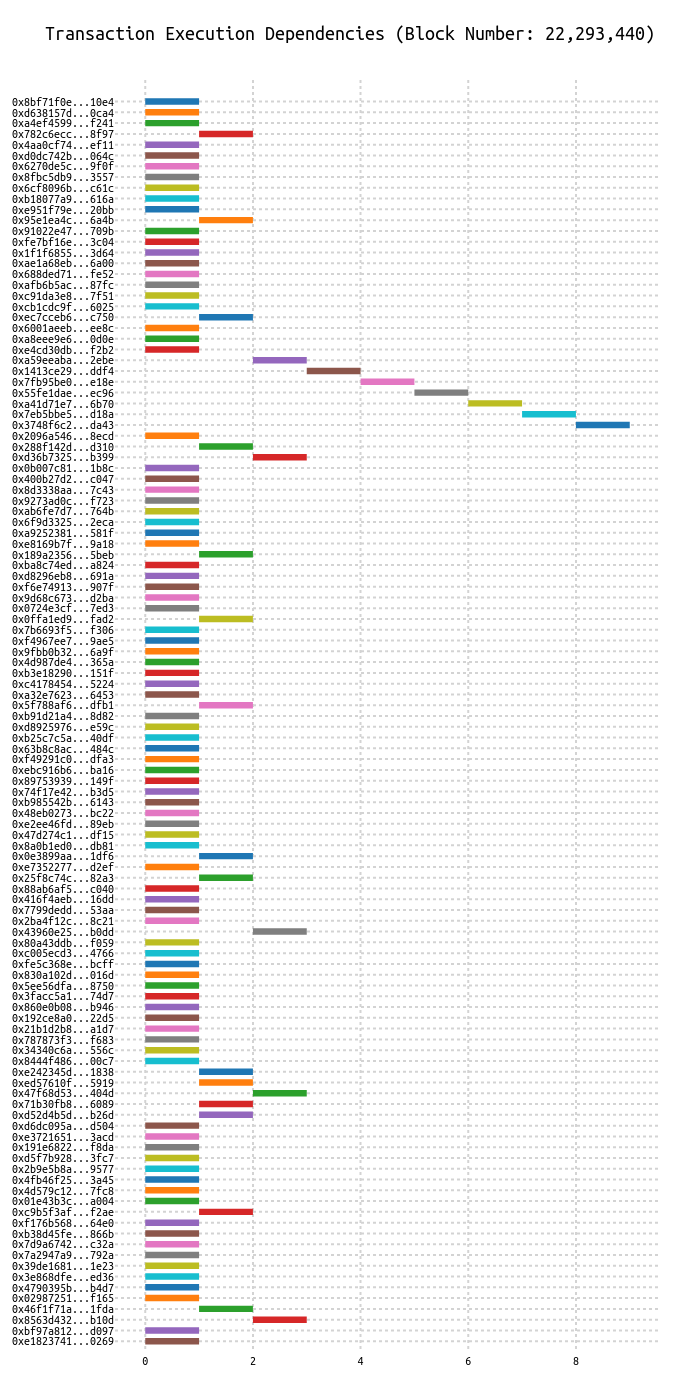 Transaction Execution Dependencies (Block Number: 22,293,440)
0x8bf71f0e...10e4
0xd638157d...0ca4
0xa4ef4599...f241
0x782c6ecc...8f97
0x4aa0cf74...ef11
0xd0dc742b...064c
0x6270de5c...9f0f
0x8fbc5db9...3557
0x6cf8096b...c61c
0xb18077a9...616a
0xe951f79e...20bb
0x95e1ea4c...6a4b
0x91022e47...709b
0xfe7bf16e...3c04
0x1f1f6855...3d64
0xae1a68eb...6a00
0x688ded71...fe52
0xafb6b5ac...87fc
0xc91da3e8...7f51
0xcb1cdc9f...6025
0xec7cceb6...c750
0x6001aeeb...ee8c
0xa8eee9e6...0d0e
0xe4cd30db...f2b2
0xa59eeaba...2ebe
0x1413ce29...ddf4
0x7fb95be0...e18e
0x55fe1dae...ec96
0xa41d71e7...6b70
0x7eb5bbe5...d18a
0x3748f6c2...da43
0x2096a546...8ecd
0x288f142d...d310
0xd36b7325...b399
0x0b007c81...1b8c
0x400b27d2...c047
0x8d3338aa...7c43
0x9273ad0c...f723
0xab6fe7d7...764b
0x6f9d3325...2eca
0xa9252381...581f
0xe8169b7f...9a18
0x189a2356...5beb
0xba8c74ed...a824
0xd8296eb8...691a
0xf6e74913...907f
0x9d68c673...d2ba
0x0724e3cf...7ed3
0x0ffa1ed9...fad2
0x7b6693f5...f306
0xf4967ee7...9ae5
0x9fbb0b32...6a9f
0x4d987de4...365a
0xb3e18290...151f
0xc4178454...5224
0xa32e7623...6453
0x5f788af6...dfb1
0xb91d21a4...8d82
0xd8925976...e59c
0xb25c7c5a...40df
0x63b8c8ac...484c
0xf49291c0...dfa3
0xebc916b6...ba16
0x89753939...149f
0x74f17e42...b3d5
0xb985542b...6143
0x48eb0273...bc22
0xe2ee46fd...89eb
0x47d274c1...df15
0x8a0b1ed0...db81
0x0e3899aa...1df6
0xe7352277...d2ef
0x25f8c74c...82a3
0x88ab6af5...c040
0x416f4aeb...16dd
0x7799dedd...53aa
0x2ba4f12c...8c21
0x43960e25...b0dd
0x80a43ddb...f059
0xc005ecd3...4766
0xfe5c368e...bcff
0x830a102d...016d
0x5ee56dfa...8750
0x3facc5a1...74d7
0x860e0b08...b946
0x192ce8a0...22d5
0x21b1d2b8...a1d7
0x787873f3...f683
0x34340c6a...556c
0x8444f486...00c7
0xe242345d...1838
0xed57610f...5919
0x47f68d53...404d
0x71b30fb8...6089
0xd52d4b5d...b26d
0xd6dc095a...d504
0xe3721651...3acd
0x191e6822...f8da
0xd5f7b928...3fc7
0x2b9e5b8a...9577
0x4fb46f25...3a45
0x4d579c12...7fc8
0x01e43b3c...a004
0xc9b5f3af...f2ae
0xf176b568...64e0
0xb38d45fe...866b
0x7d9a6742...c32a
0x7a2947a9...792a
0x39de1681...1e23
0x3e868dfe...ed36
0x4790395b...b4d7
0x02987251...f165
0x46f1f71a...1fda
0x8563d432...b10d
0xbf97a812...d097
0xe1823741...0269
0 2 4 6 8